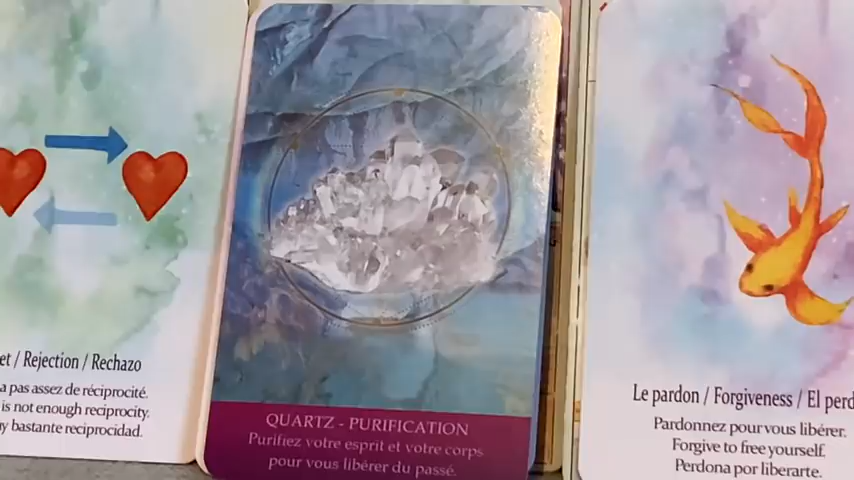 et / Rejection / Rechazo
a pas assez de réciprocité.
is not enough reciprocity.
y bastante reciprocidad.
QUARTZ - PURIFICATION
Purifiez votre esprit et votre corps
pour vous libérer du passé.
Le pardon / Forgiveness / El perd
Pardonnez pour vous libérer.
Forgive to free yourself.
Perdona por liberarte.